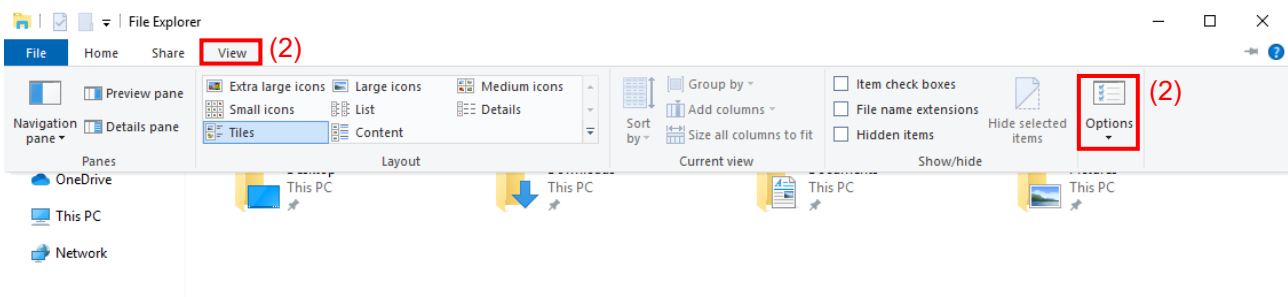 File Explorer
File Home Share View (2)
Extra large icons Large icons Medium icons
Small icons List Details
Tiles Content
Navigation pane
Preview pane
Details pane
Panes
Layout
Sort by
Group by
Add columns
Size all columns to fit
Current view
Item check boxes
File name extensions
Hidden items
Hide selected items
Show/hide
Options
(2)
OneDrive
This PC
Network
This PC
This PC
This PC
This PC